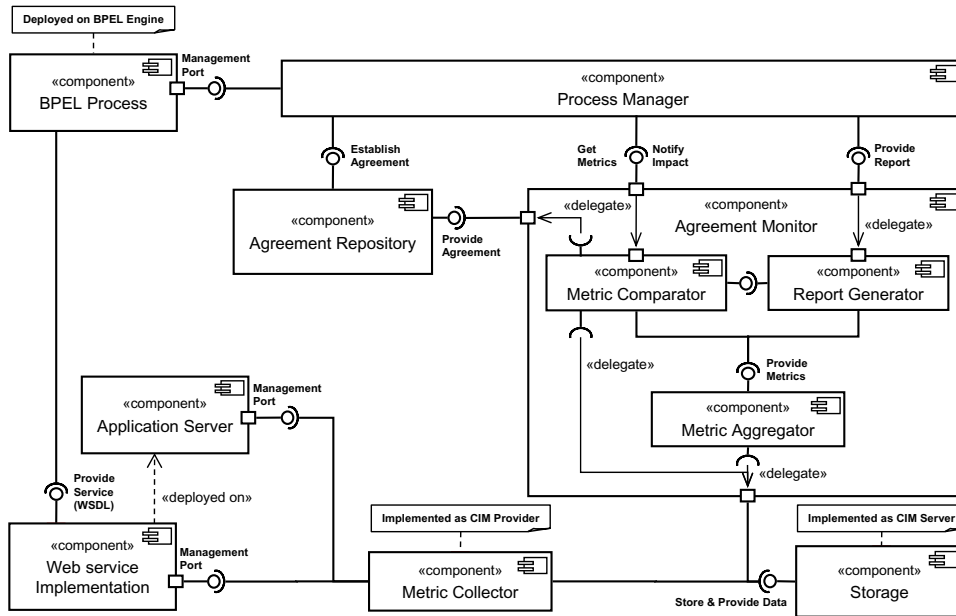 Deployed on BPEL Engine
«component»
BPEL Process
Management
Port
«component»
Process Manager
Establish
Agreement
Get
Metrics
Notify
Impact
Provide
Report
«component»
Agreement Repository
Provide
Agreement
«delegate»
«component»
Agreement Monitor
«delegate»
«component»
Metric Comparator
«component»
Report Generator
«delegate»
Provide
Metrics
«component»
Application Server
Management
Port
«component»
Metric Aggregator
«delegate»
Provide
Service
(WSDL)
«deployed on»
Implemented as CIM Provider
Implemented as CIM Server
«component»
Web service
Implementation
Management
Port
«component»
Metric Collector
Store & Provide Data
«component»
Storage